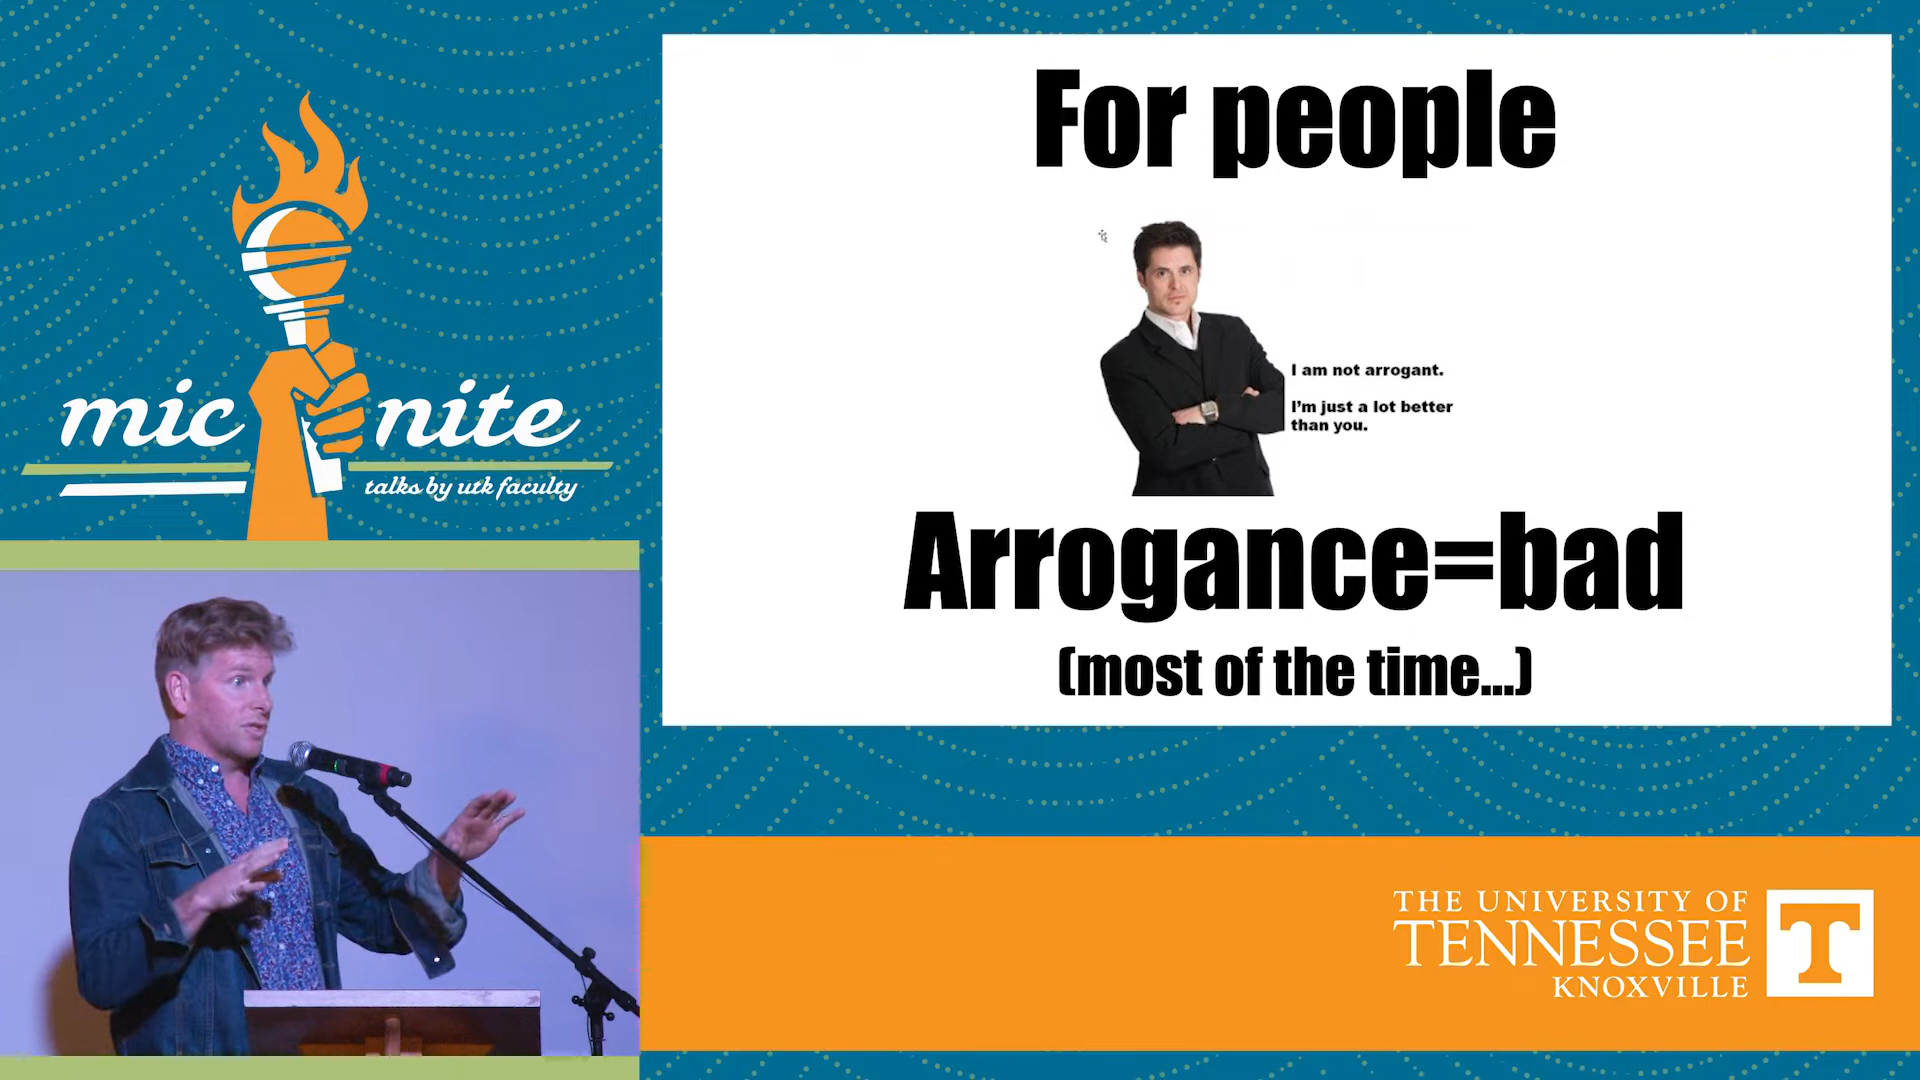 mic nite
talks by utk faculty
For people
I am not arrogant.
I'm just a lot better
than you.
Arrogance=bad
(most of the time...)
THE UNIVERSITY OF
TENNESSEE
KNOXVILLE
T